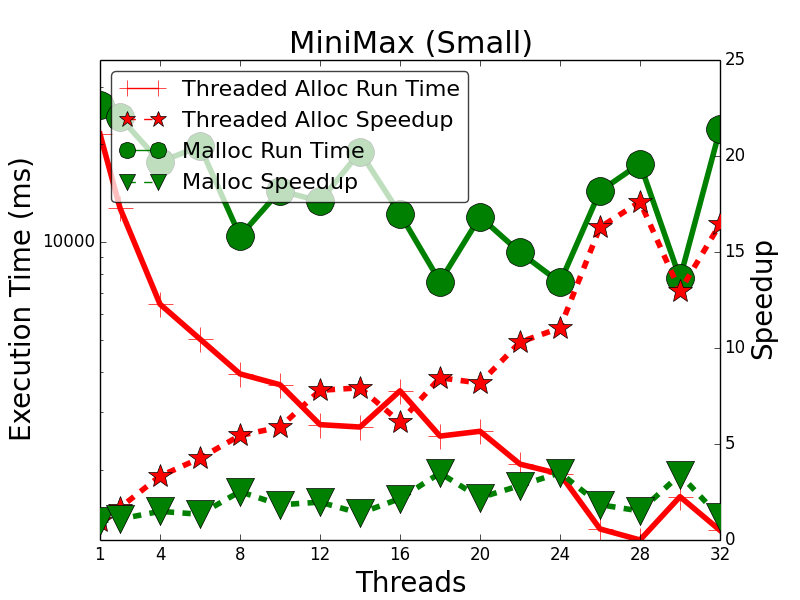 MiniMax (Small)
Threaded Alloc Run Time
Threaded Alloc Speedup
Malloc Run Time
Malloc Speedup
Execution Time (ms)
10000
Speedup
25
20
15
10
5
0
1 4 8 12 16 20 24 28 32
Threads